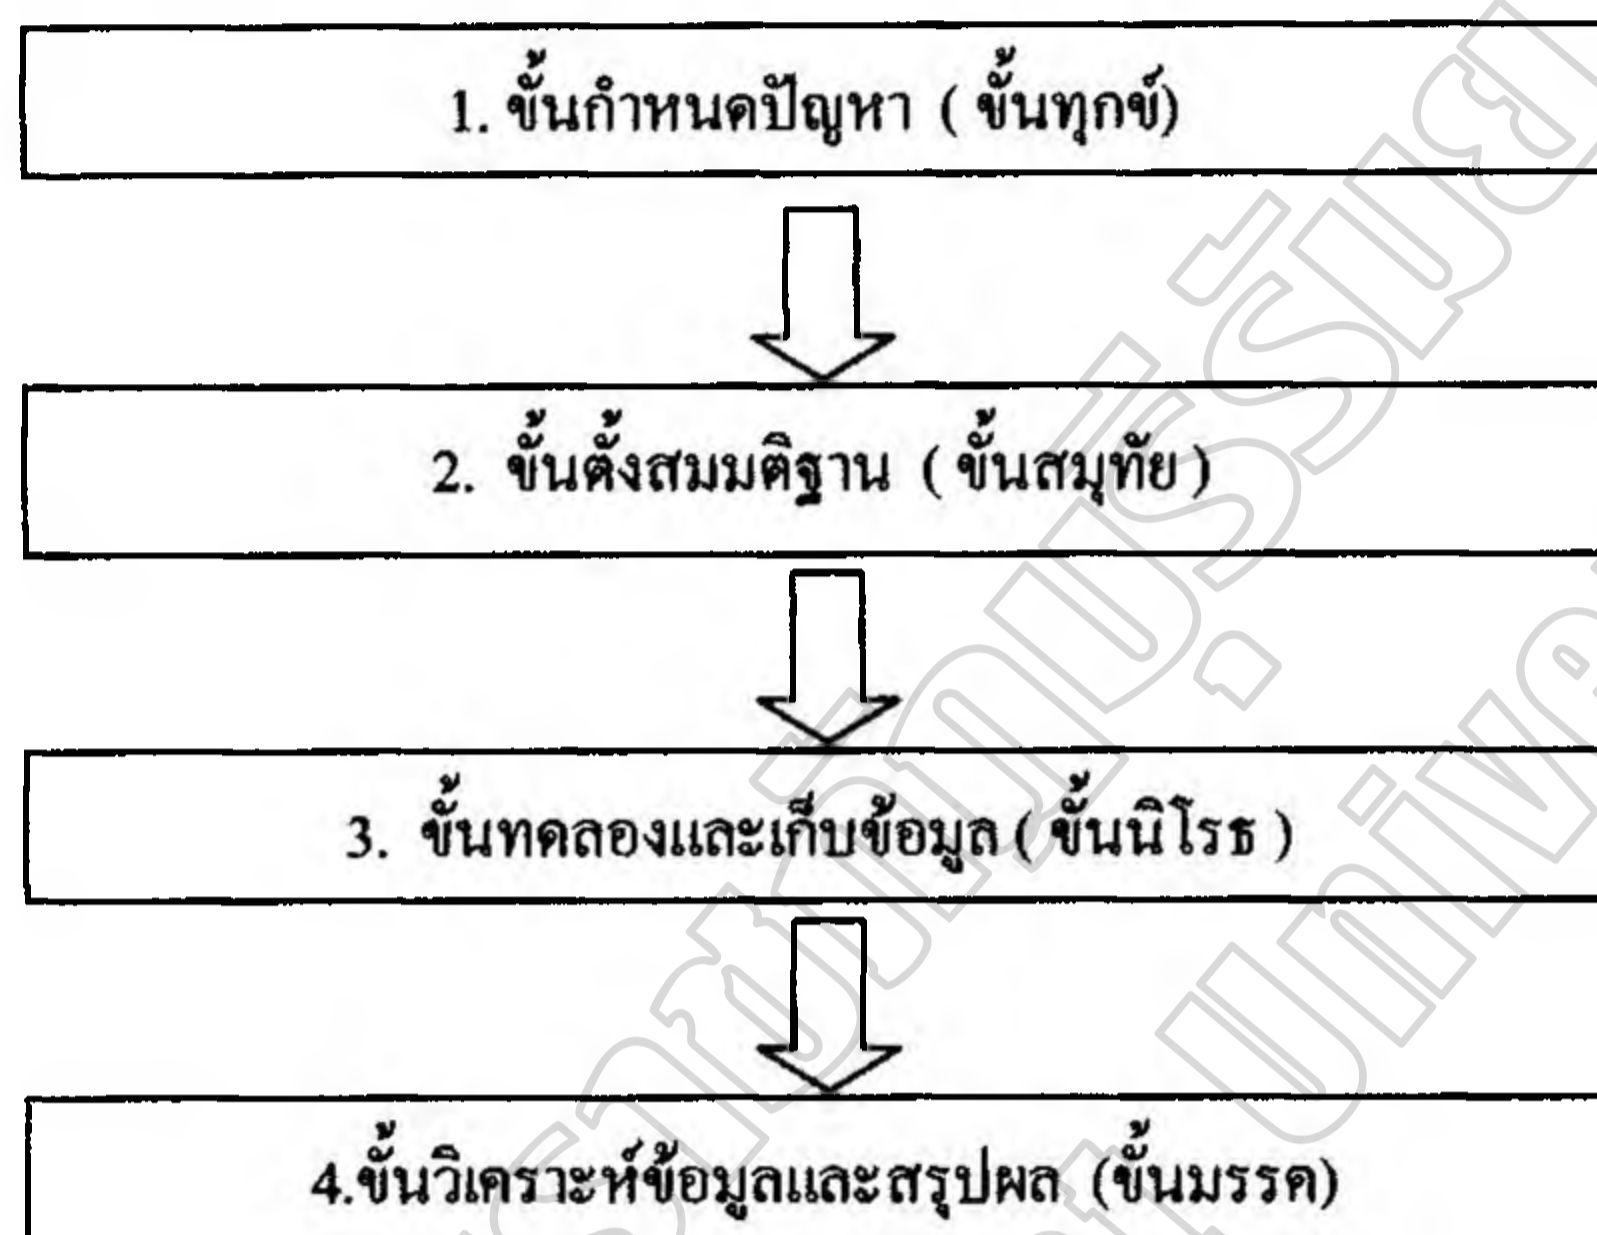 1. ขั้นกำหนดปัญหา ( ขั้นทุกข์)
2. ขั้นตั้งสมมติฐาน ( ขั้นสมุทัย )
3. ขั้นทดลองและเก็บข้อมูล ( ขั้นนิโรธ )
4.ขั้นวิเคราะห์ข้อมูลและสรุปผล (ขั้นมรรค)